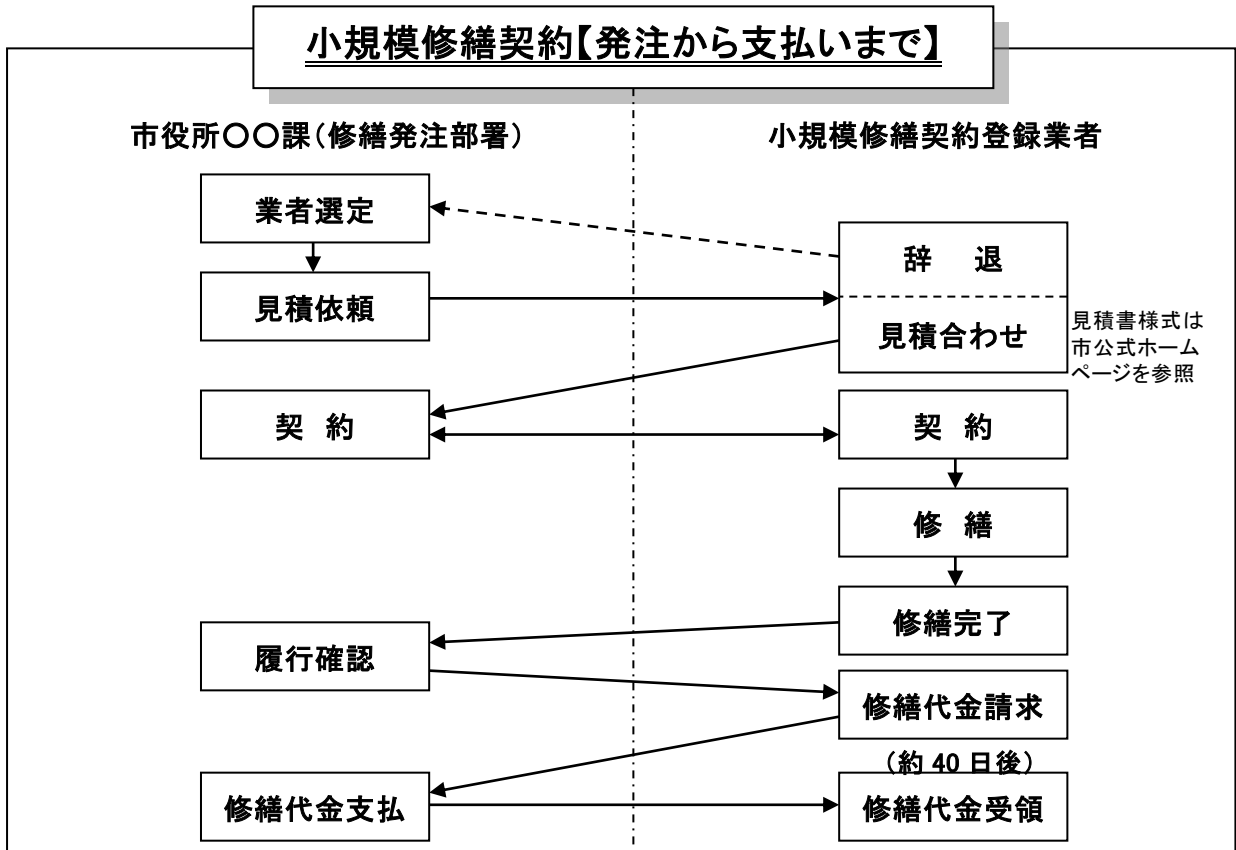 小規模修繕契約【発注から支払いまで】
市役所〇〇課(修繕発注部署)
小規模修繕契約登録業者
業者選定
辞 退
見積依頼
見積合わせ
見積書様式は
市公式ホーム
ページを参照
契 約
契 約
修 繕
修繕完了
履行確認
修繕代金請求
(約 40 日後)
修繕代金支払
修繕代金受領